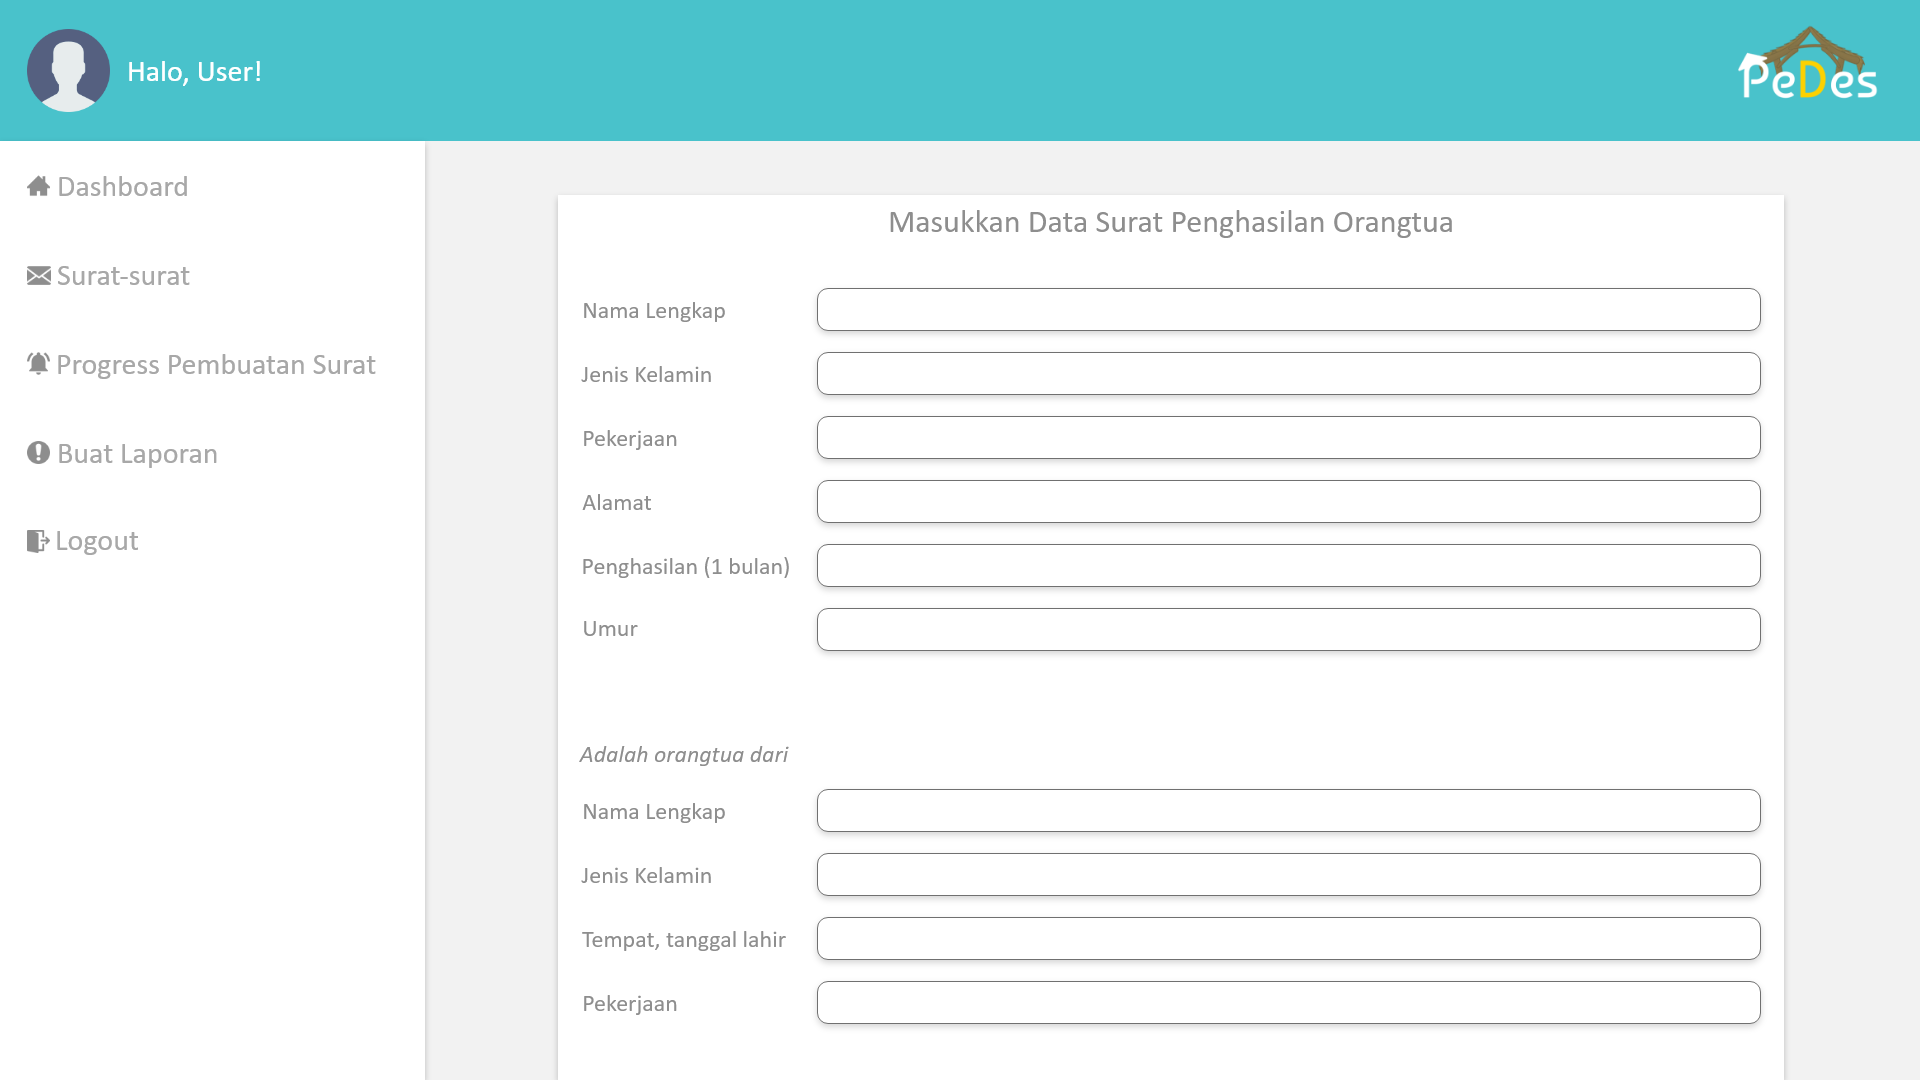 Halo, User!
PeDes
Dashboard
Surat-surat
Progress Pembuatan Surat
Buat Laporan
Logout
Masukkan Data Surat Penghasilan Orangtua
Nama Lengkap
Jenis Kelamin
Pekerjaan
Alamat
Penghasilan (1 bulan)
Umur
Adalah orangtua dari
Nama Lengkap
Jenis Kelamin
Tempat, tanggal lahir
Pekerjaan